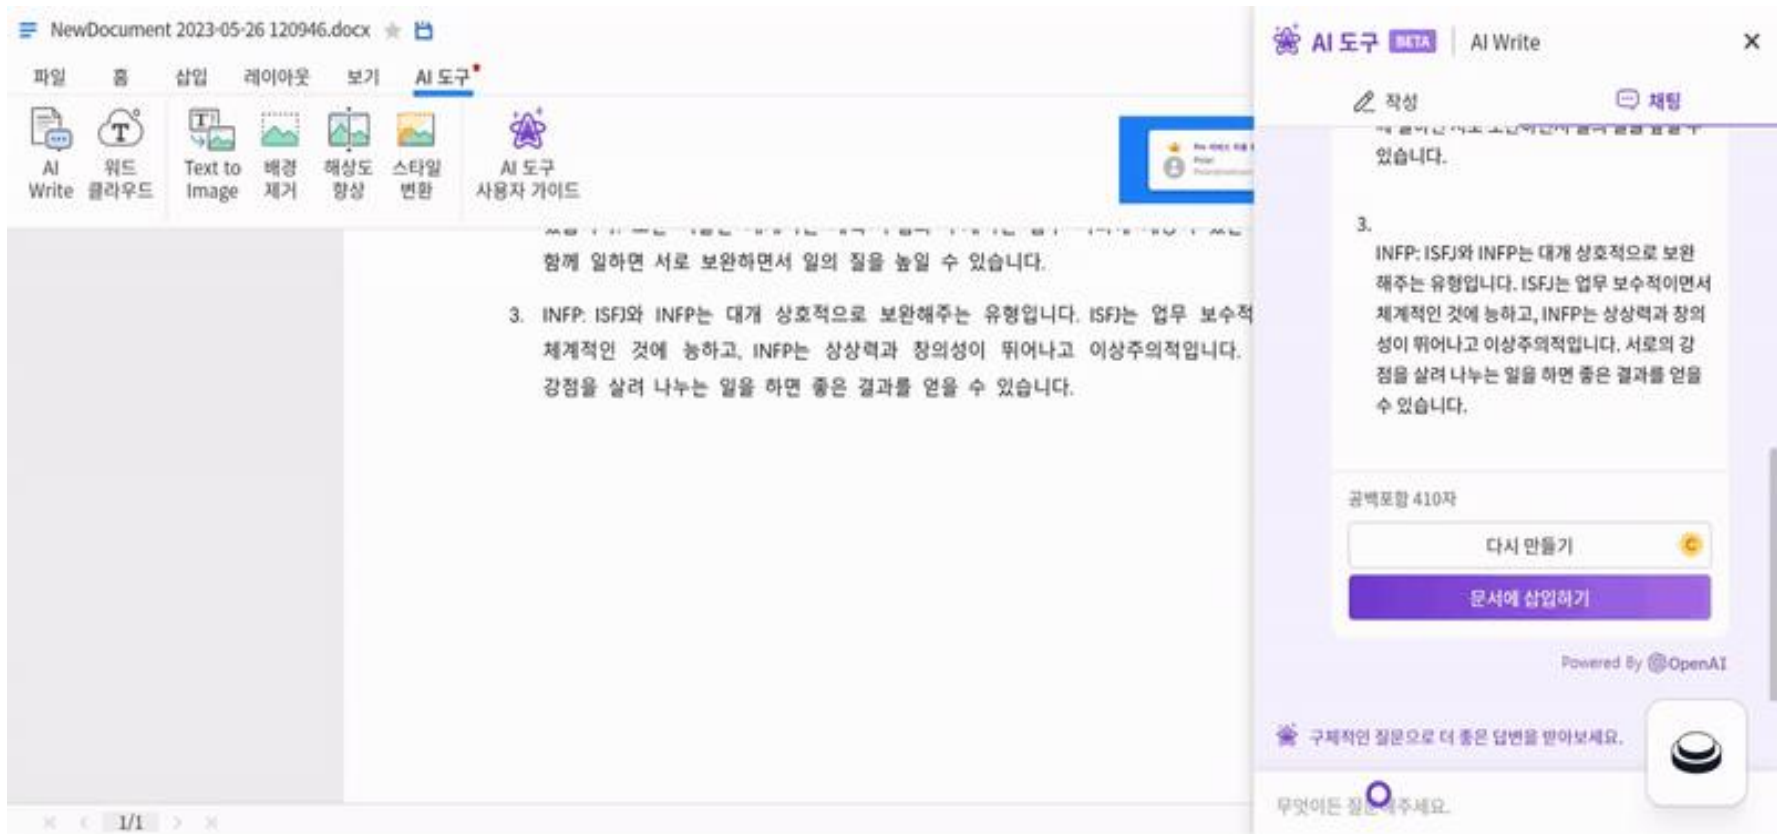 NewDocument 2023-05-26 120946.docx
파일 홈 삽입 레이아웃 보기 AI 도구
AI Write
워드 클라우드
Text to Image
배경 제거
해상도 향상
스타일 변환
AI 도구 사용자 가이드
함께 일하면 서로 보완하면서 일의 질을 높일 수 있습니다.
3. INFP: ISFJ와 INFP는 대개 상호적으로 보완해주는 유형입니다. ISFJ는 업무 보수적
체계적인 것에 능하고, INFP는 상상력과 창의성이 뛰어나고 이상주의적입니다.
강점을 살려 나누는 일을 하면 좋은 결과를 얻을 수 있습니다.
1/1
AI 도구 BETA AI Write
작성 채팅
있습니다.
3.
INFP: ISFJ와 INFP는 대개 상호적으로 보완
해주는 유형입니다. ISFJ는 업무 보수적이면서
체계적인 것에 능하고, INFP는 상상력과 창의
성이 뛰어나고 이상주의적입니다. 서로의 강
점을 살려 나누는 일을 하면 좋은 결과를 얻을
수 있습니다.
공백포함 410자
다시 만들기 C
문서에 삽입하기
Powered By OpenAI
구체적인 질문으로 더 좋은 답변을 받아보세요.
무엇이든